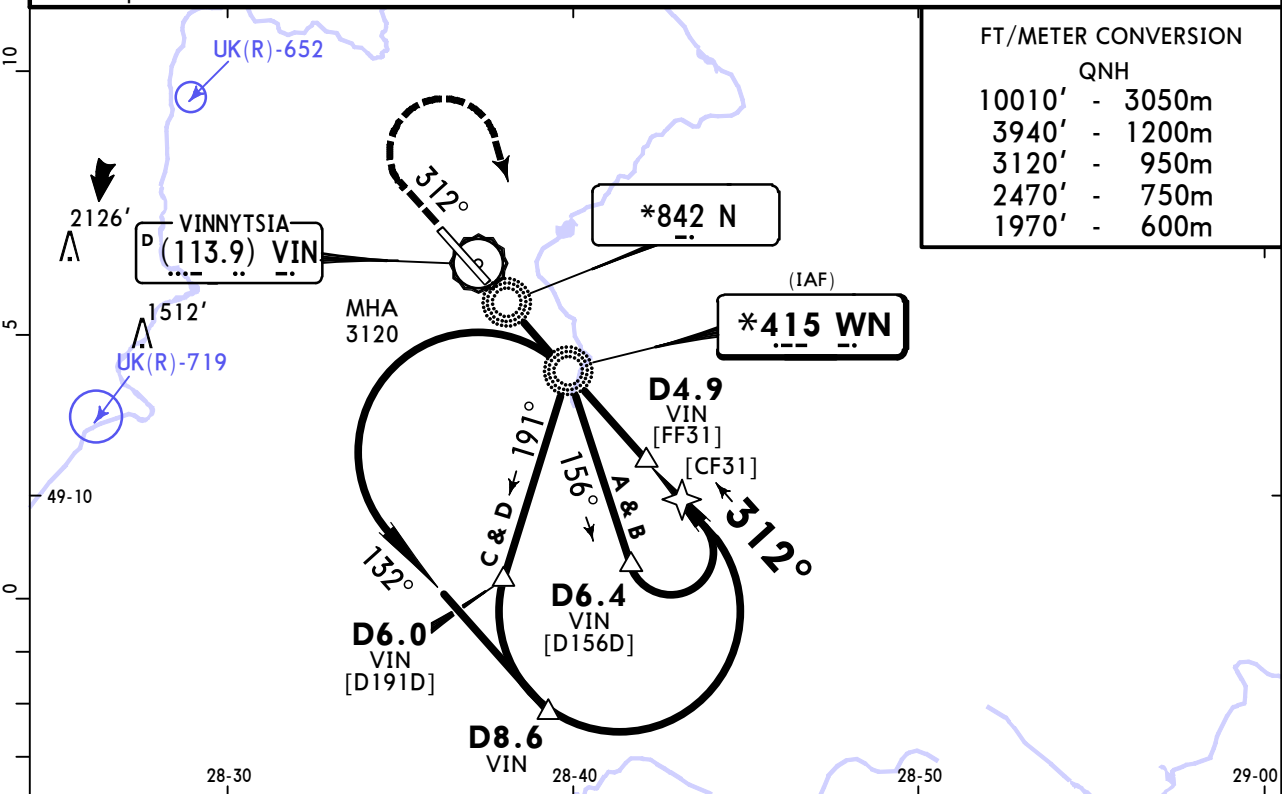 FT/METER CONVERSION
QNH
10010' - 3050m
3940' - 1200m
3120' - 950m
2470' - 750m
1970' - 600m
10
5
0
UK(R)-652
2126'
VINNYTSIA
D (113.9) VIN
1512'
UK(R)-719
312°
*842 N
(IAF)
*415 WN
MHA
3120
D4.9
VIN
[FF31]
[CF31]
312°
191°
C & D
156°
A & B
132°
49-10
D6.0
VIN
[D191D]
D6.4
VIN
[D156D]
D8.6
VIN
28-30
28-40
28-50
29-00